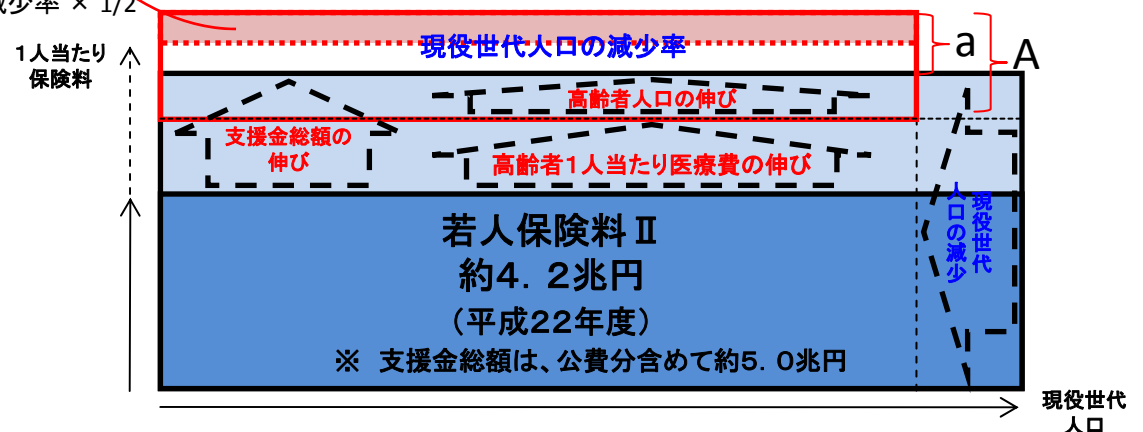 減少率 × 1/2
1人当たり
保険料
現役世代人口の減少率
a
A
高齢者人口の伸び
支援金総額の
伸び
高齢者1人当たり医療費の伸び
現役世代
人口の減少
若人保険料Ⅱ
約4.2兆円
(平成22年度)
※ 支援金総額は、公費分含めて約5.0兆円
現役世代
人口